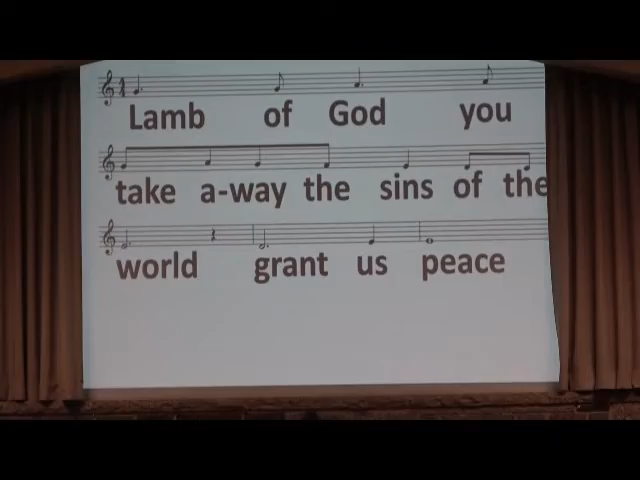 Lamb of God you
take a-way the sins of the
world grant us peace